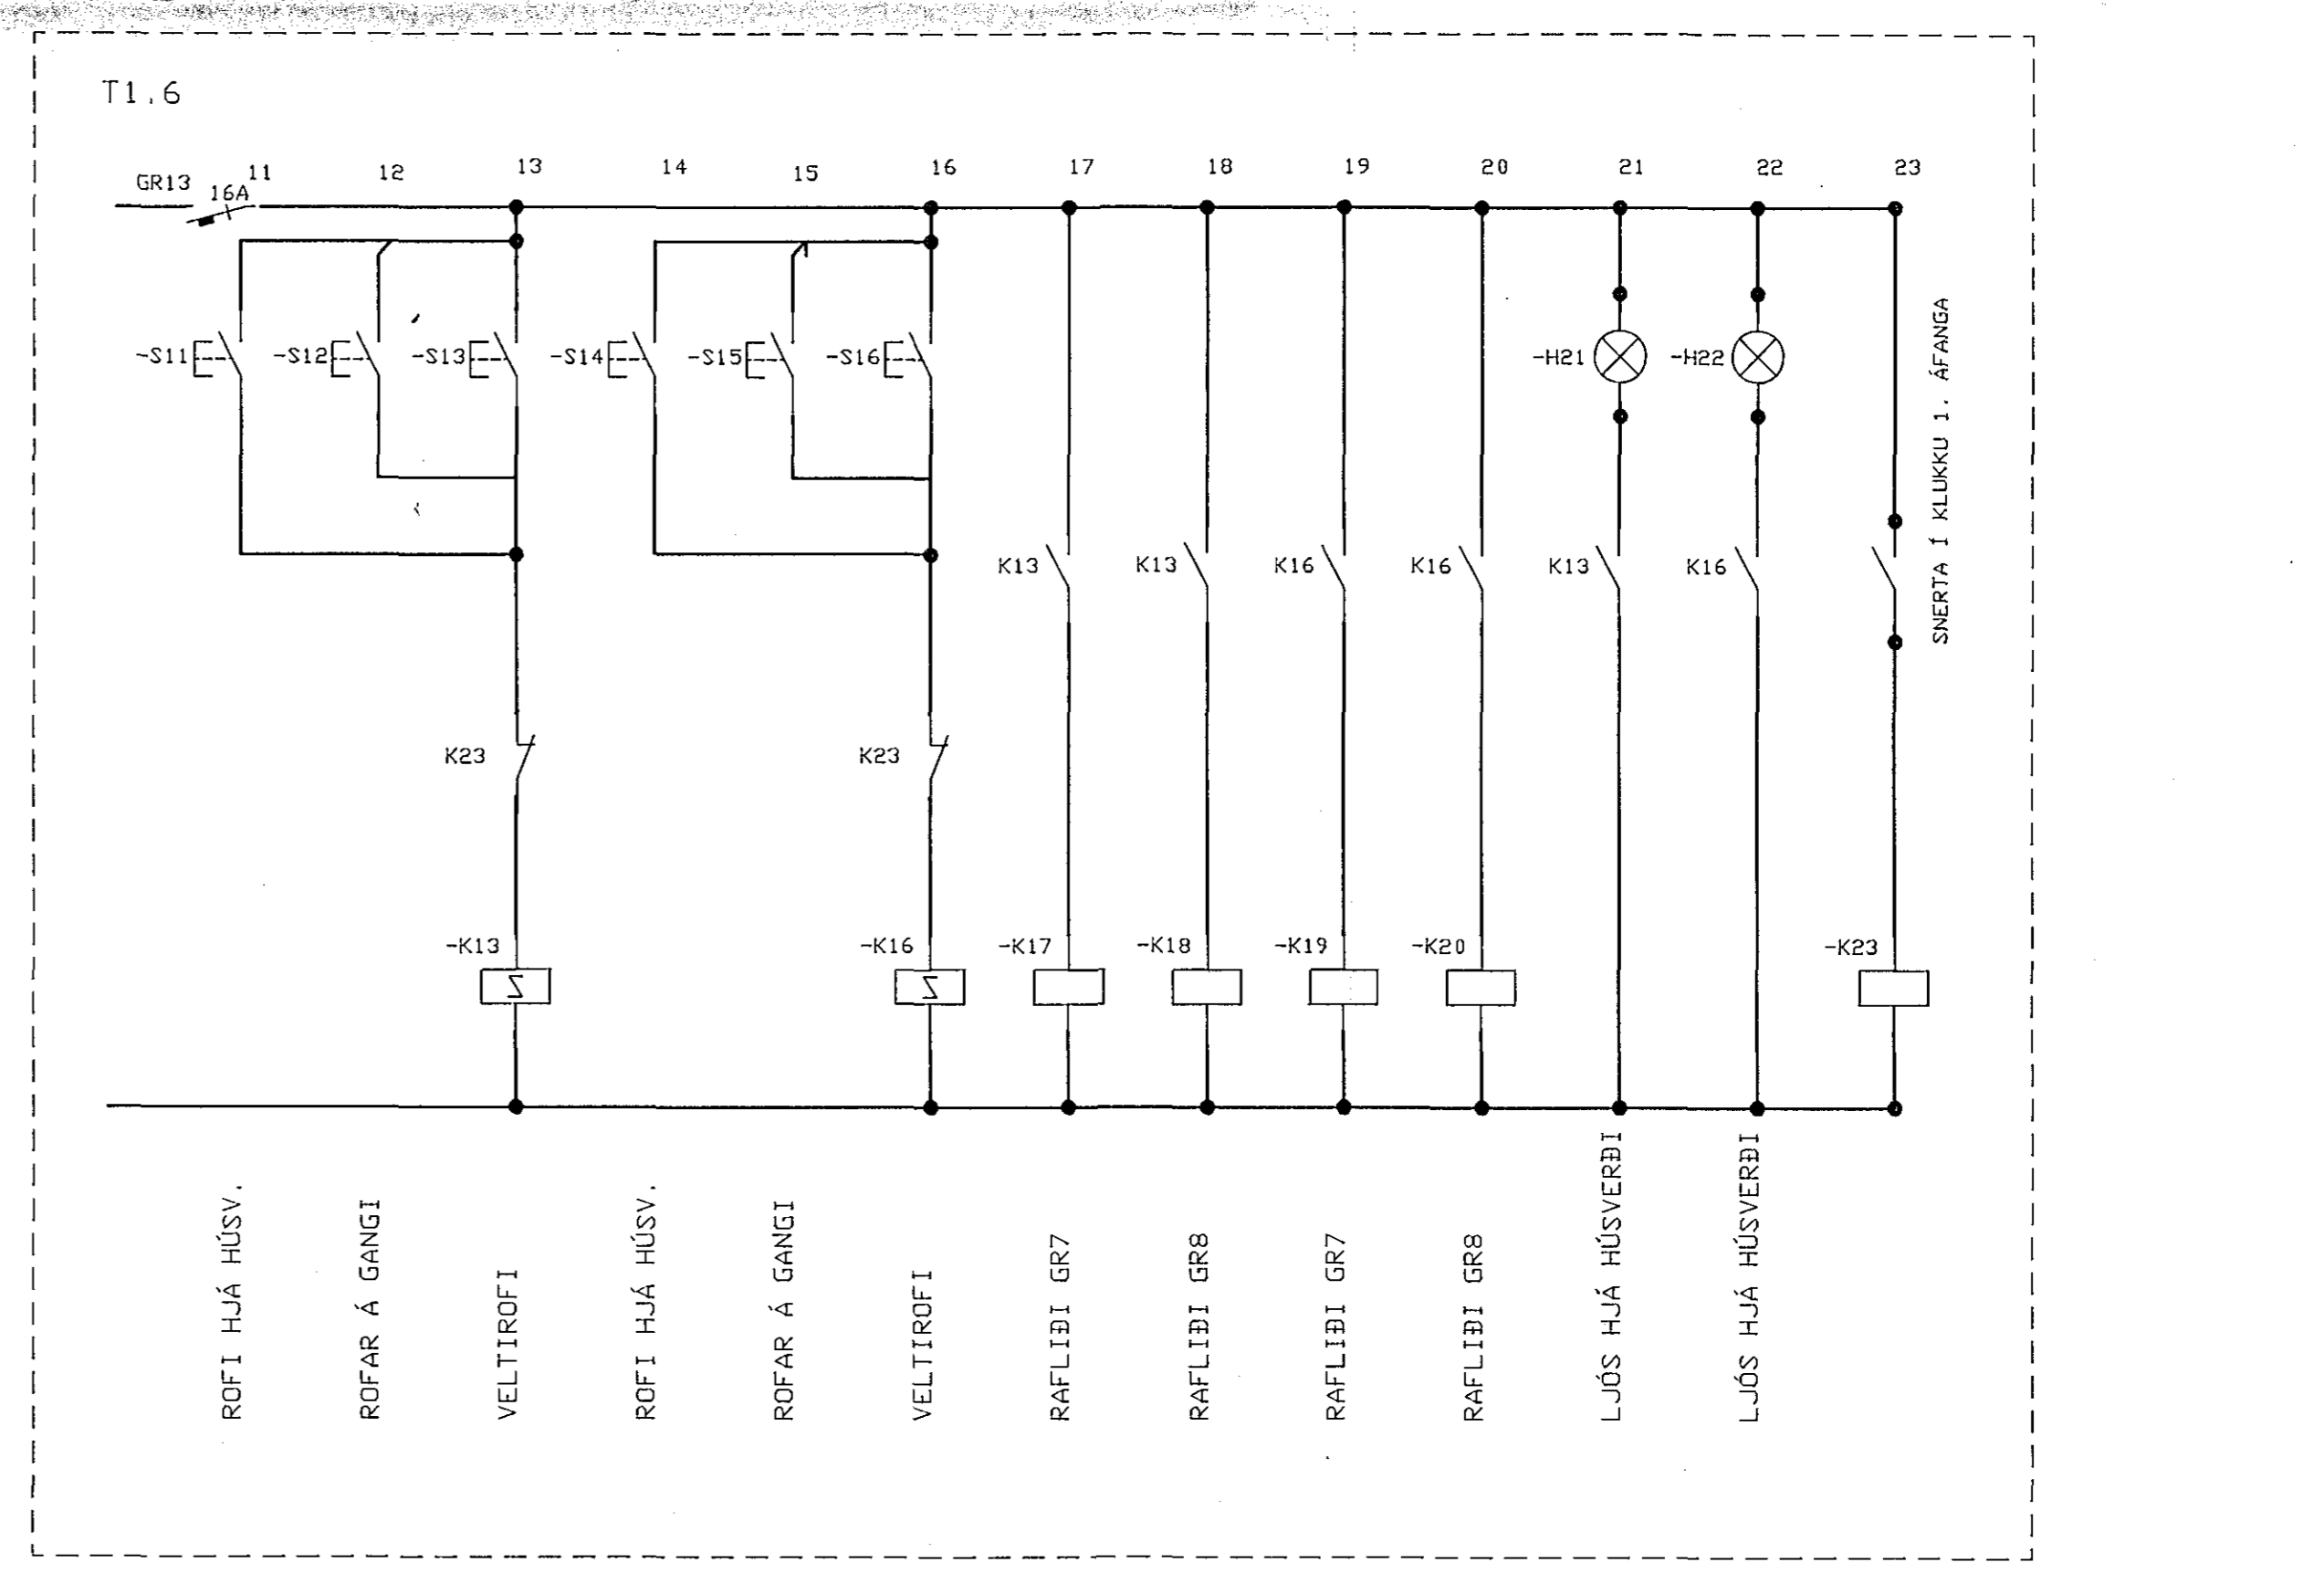 T1.6
11 12 13 14 15 16 17 18 19 20 21 22 23
GR13 16A
-S11 -S12 -S13 -S14 -S15 -S16 -H21 -H22
SNERTA Í KLUKKU 1. ÁFANGA
K13 K13 K16 K16 K13 K16
K23 K23
-K13 -K16 -K17 -K18 -K19 -K20 -K23
ROFI HJÁ HÚSV.
ROFAR Á GANGI
VELTIROFI
ROFI HJÁ HÚSV.
ROFAR Á GANGI
VELTIROFI
RAFLIÐI GR7
RAFLIÐI GR8
RAFLIÐI GR7
RAFLIÐI GR8
LJÓS HJÁ HÚSVERÐI
LJÓS HJÁ HÚSVERÐI